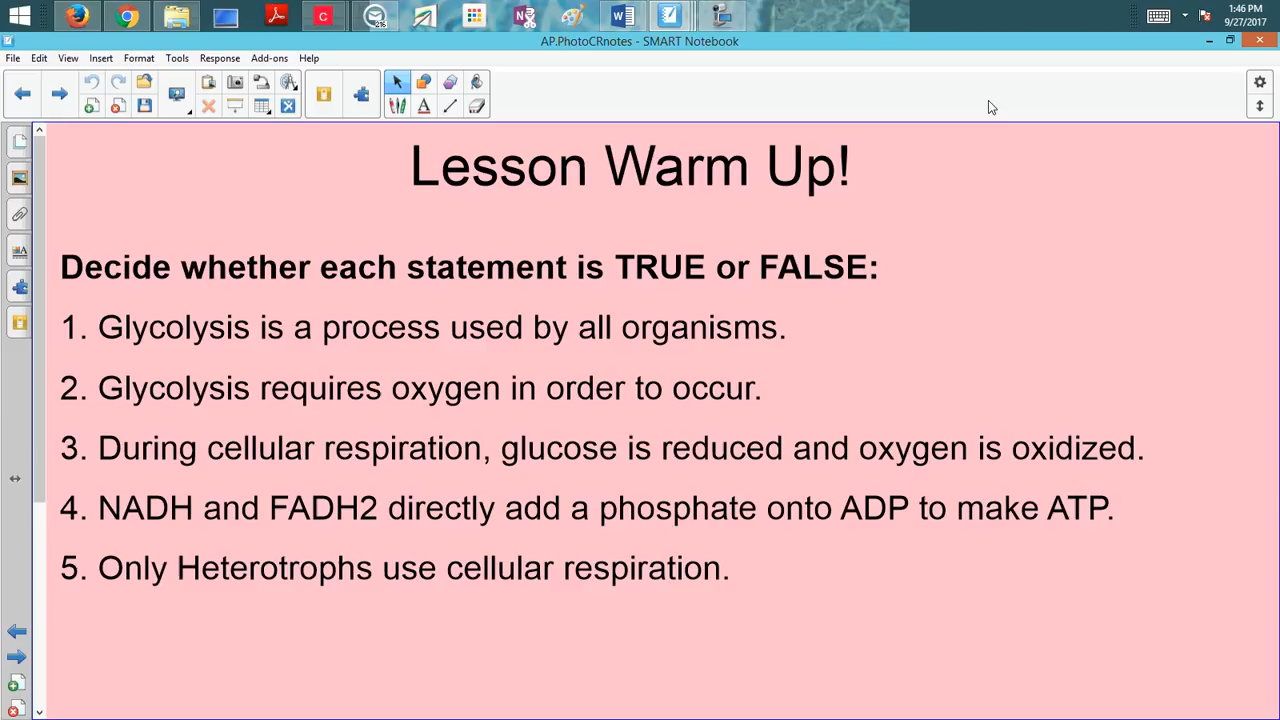 1:46 PM
9/27/2017
AP.PhotoCRnotes - SMART Notebook
File Edit View Insert Format Tools Response Add-ons Help
Lesson Warm Up!
Decide whether each statement is TRUE or FALSE:
1. Glycolysis is a process used by all organisms.
2. Glycolysis requires oxygen in order to occur.
3. During cellular respiration, glucose is reduced and oxygen is oxidized.
4. NADH and FADH2 directly add a phosphate onto ADP to make ATP.
5. Only Heterotrophs use cellular respiration.